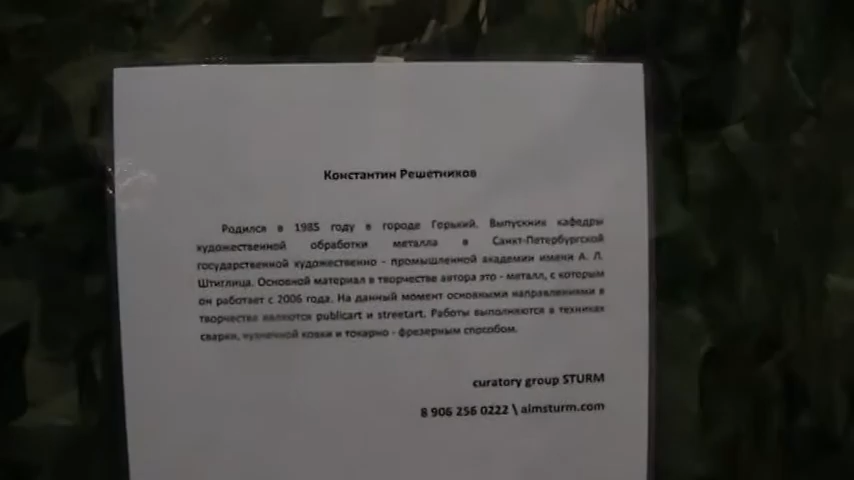 Константин Решетников
Родился в 1985 году в городе Горький. Выпускник кафедры
художественной обработки металла в Санкт-Петербургской
государственной художественно - промышленной академии имени А. Л.
Штиглица. Основной материал в творчестве автора это - металл, с которым
он работает с 2006 года. На данный момент основными направлениями в
творчестве являются publicart и streetart. Работы выполняются в техниках
сварки, кузнечной ковки и токарно - фрезерным способом.
curatory group STURM
8 906 256 0222 \ almsturm.com